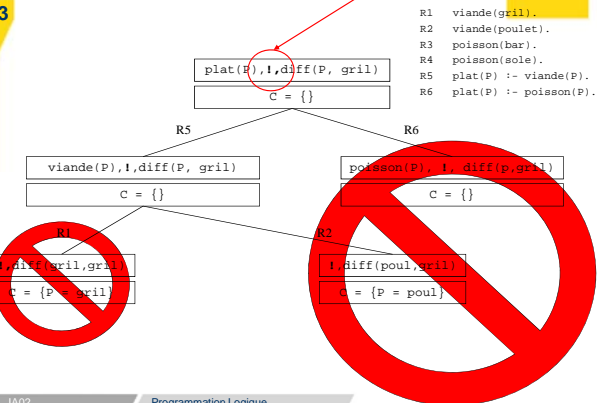 3
R1 viande(gril).
R2 viande(poulet).
R3 poisson(bar).
R4 poisson(sole).
R5 plat(P) :- viande(P).
R6 plat(P) :- poisson(P).
plat(P),!,diff(P, gril)
C = {}
R5
R6
viande(P),!,diff(P, gril)
C = {}
poisson(P), !, diff(p,gril)
C = {}
R1
R2
!,diff(gril,gril)
C = {P = gril}
!,diff(poul,gril)
C = {P = poul}
IA02
Programmation Logique